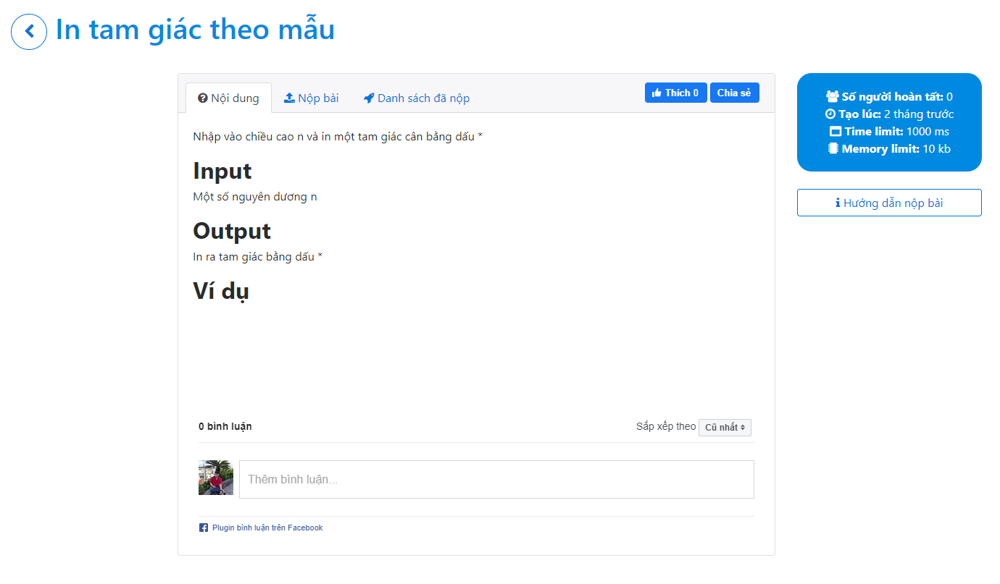 In tam giác theo mẫu
Nội dung
Nộp bài
Danh sách đã nộp
Thích 0
Chia sẻ
Nhập vào chiều cao n và in một tam giác cân bằng dấu *
Input
Một số nguyên dương n
Output
In ra tam giác bằng dấu *
Ví dụ
0 bình luận
Sắp xếp theo Cũ nhất
Thêm bình luận...
Plugin bình luận trên Facebook
Số người hoàn tất: 0
Tạo lúc: 2 tháng trước
Time limit: 1000 ms
Memory limit: 10 kb
Hướng dẫn nộp bài